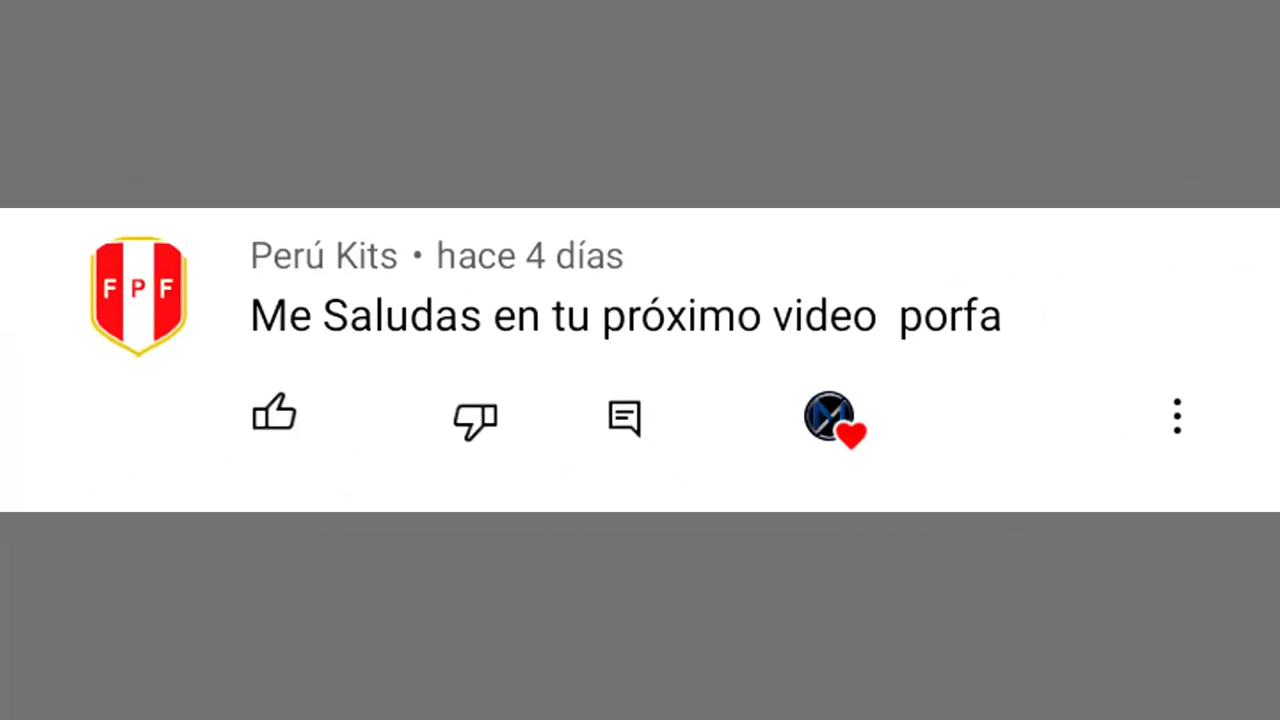 FPF
Perú Kits • hace 4 días
Me Saludas en tu próximo video porfa